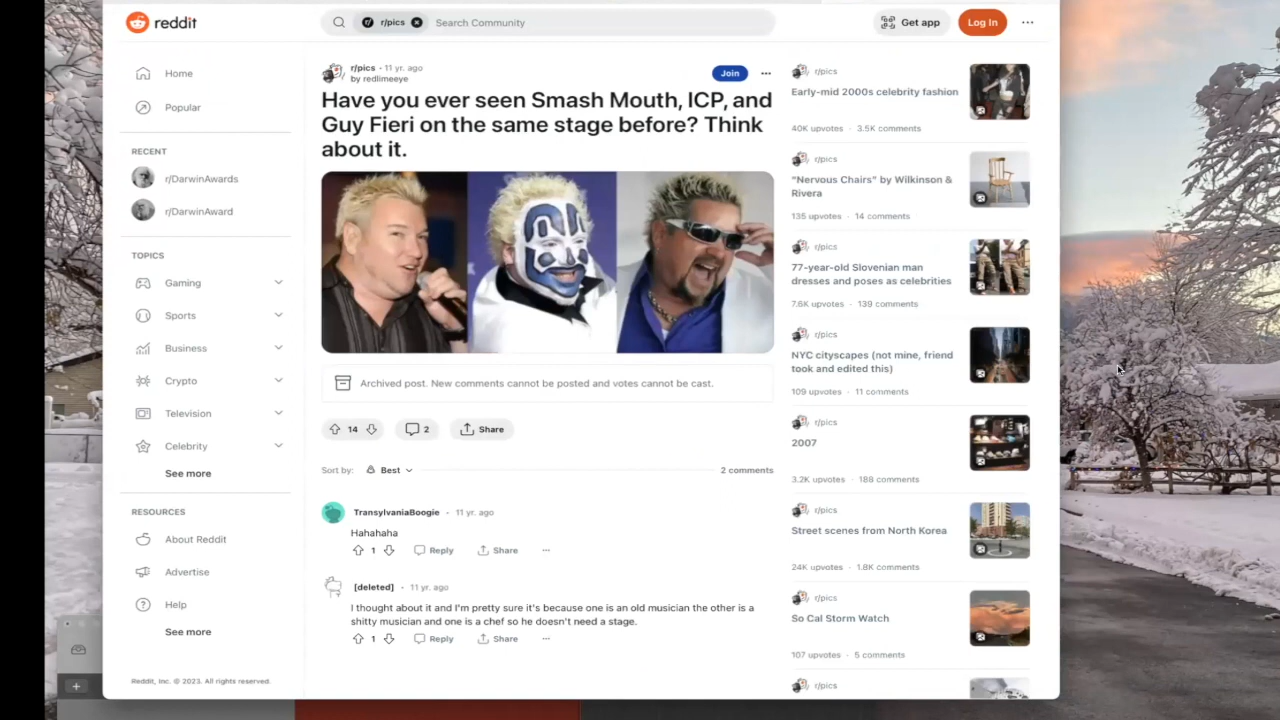 reddit
r/pics
Search Community
Get app
Log In
Home
Popular
RECENT
r/DarwinAwards
r/DarwinAward
TOPICS
Gaming
Sports
Business
Crypto
Television
Celebrity
See more
RESOURCES
About Reddit
Advertise
Help
See more
Reddit, Inc. © 2023. All rights reserved.
r/pics • 11 yr. ago
by redlimeeye
Join
Have you ever seen Smash Mouth, ICP, and
Guy Fieri on the same stage before? Think
about it.
Archived post. New comments cannot be posted and votes cannot be cast.
14
2
Share
Sort by:
Best
2 comments
TransylvaniaBoogie • 11 yr. ago
Hahahaha
1
Reply
Share
[deleted] • 11 yr. ago
I thought about it and I'm pretty sure it's because one is an old musician the other is a
shitty musician and one is a chef so he doesn't need a stage.
1
Reply
Share
r/pics
Early-mid 2000s celebrity fashion
40K upvotes · 3.5K comments
r/pics
"Nervous Chairs" by Wilkinson &
Rivera
135 upvotes · 14 comments
r/pics
77-year-old Slovenian man
dresses and poses as celebrities
7.6K upvotes · 139 comments
r/pics
NYC cityscapes (not mine, friend
took and edited this)
109 upvotes · 11 comments
r/pics
2007
3.2K upvotes · 188 comments
r/pics
Street scenes from North Korea
24K upvotes · 1.8K comments
r/pics
So Cal Storm Watch
107 upvotes · 5 comments
r/pics